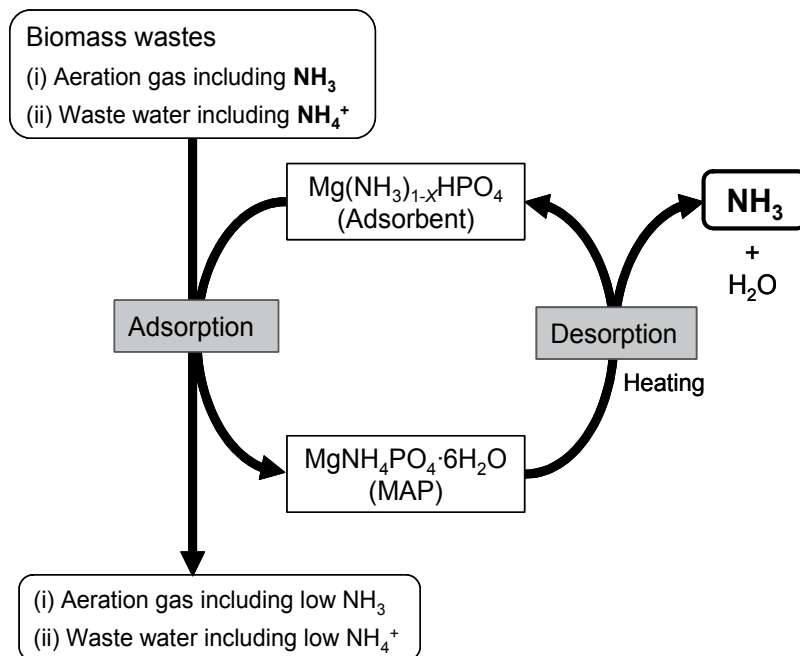 Biomass wastes
(i) Aeration gas including NH₃
(ii) Waste water including NH₄⁺
Mg(NH₃)₁₋ₓHPO₄
(Adsorbent)
NH₃
+
H₂O
Adsorption
Desorption
Heating
MgNH₄PO₄·6H₂O
(MAP)
(i) Aeration gas including low NH₃
(ii) Waste water including low NH₄⁺